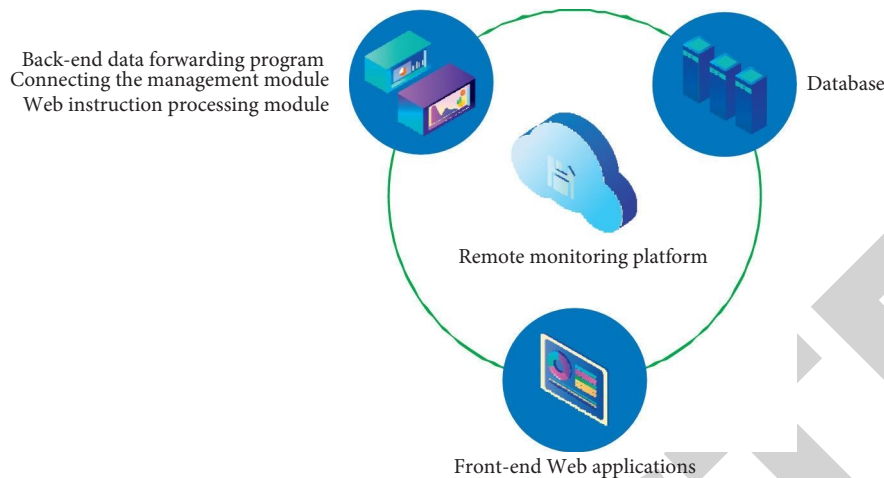 Back-end data forwarding program
Connecting the management module
Web instruction processing module
Database
Remote monitoring platform
Front-end Web applications